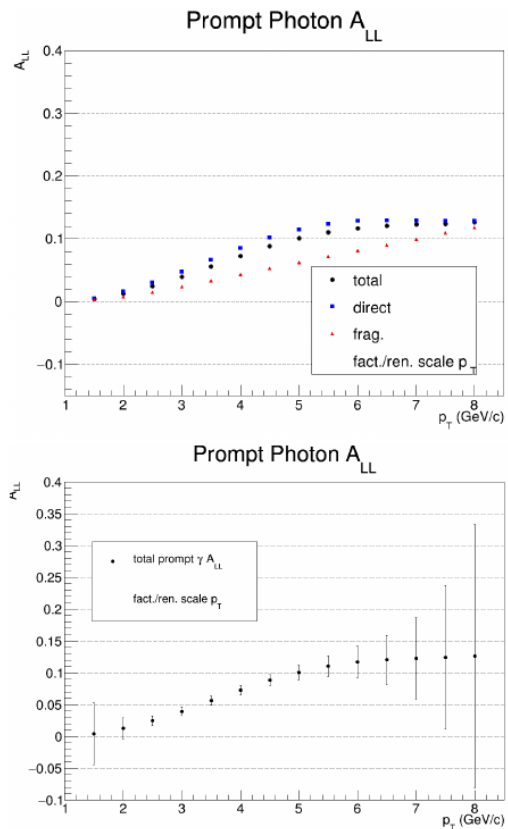 Prompt Photon A_LL
A_LL
0.4
0.3
0.2
0.1
0
−0.1
total
direct
frag.
fact./ren. scale p_T
1 2 3 4 5 6 7 8
p_T (GeV/c)
Prompt Photon A_LL
A_LL
0.4
0.35
0.3
0.25
0.2
0.15
0.1
0.05
0
−0.05
−0.1
total prompt γ A_LL
fact./ren. scale p_T
1 2 3 4 5 6 7 8
p_T (GeV/c)